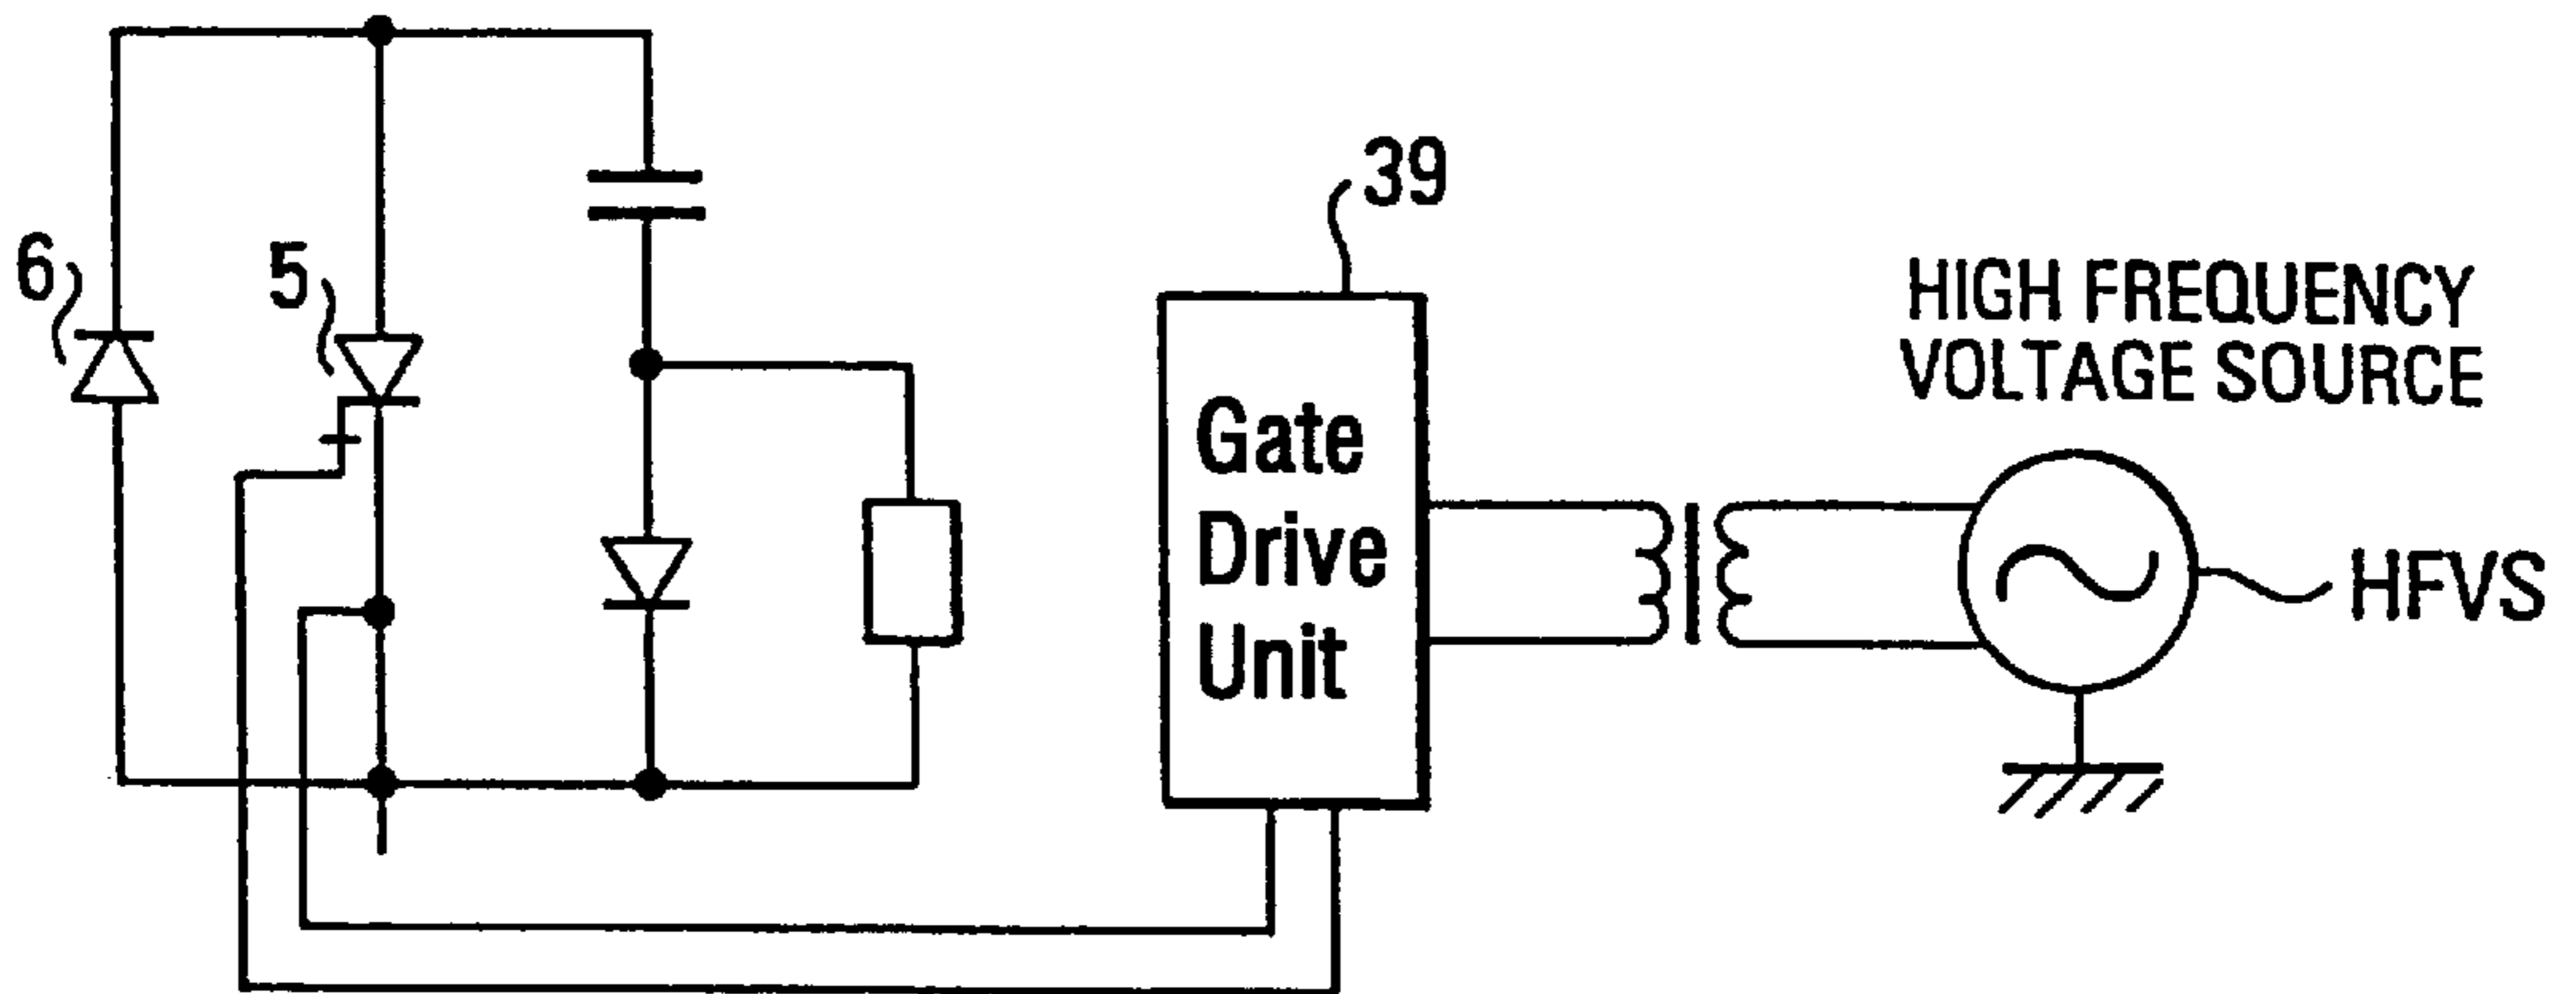 39
6
5
HIGH FREQUENCY
VOLTAGE SOURCE
Gate
Drive
Unit
HFVS